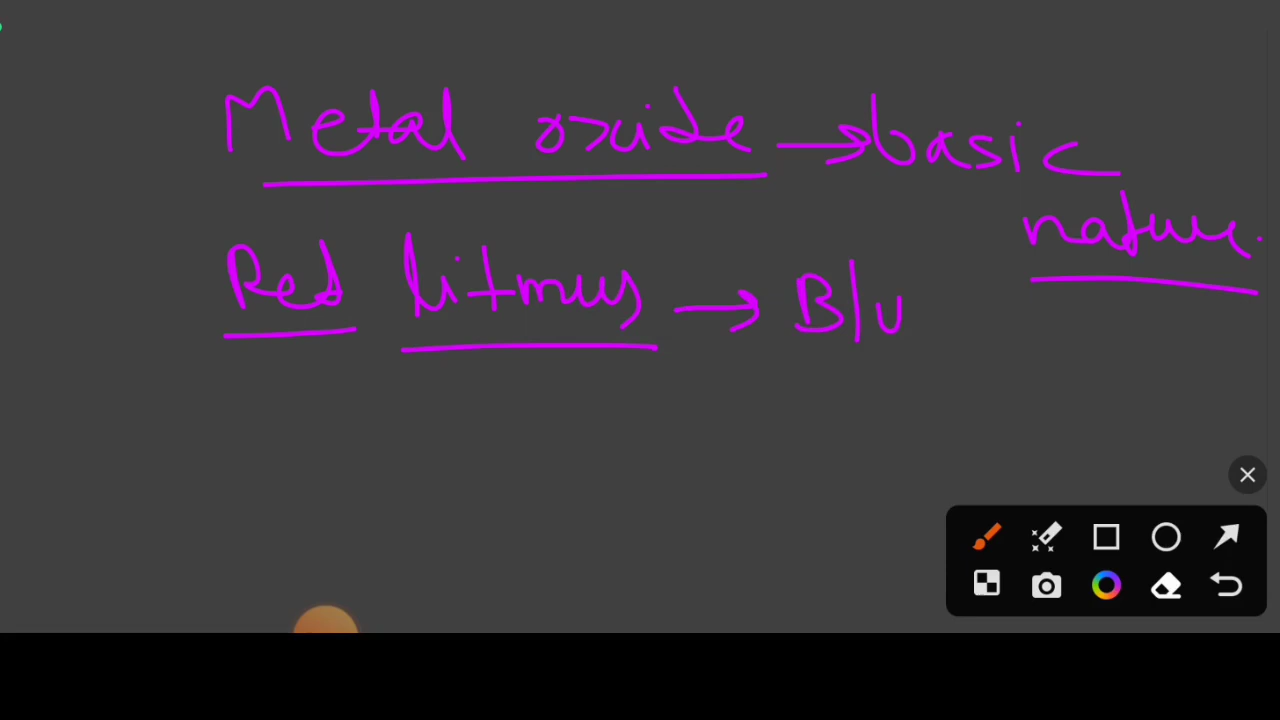 Metal oxide → basic
nature.
Red litmus → Blu